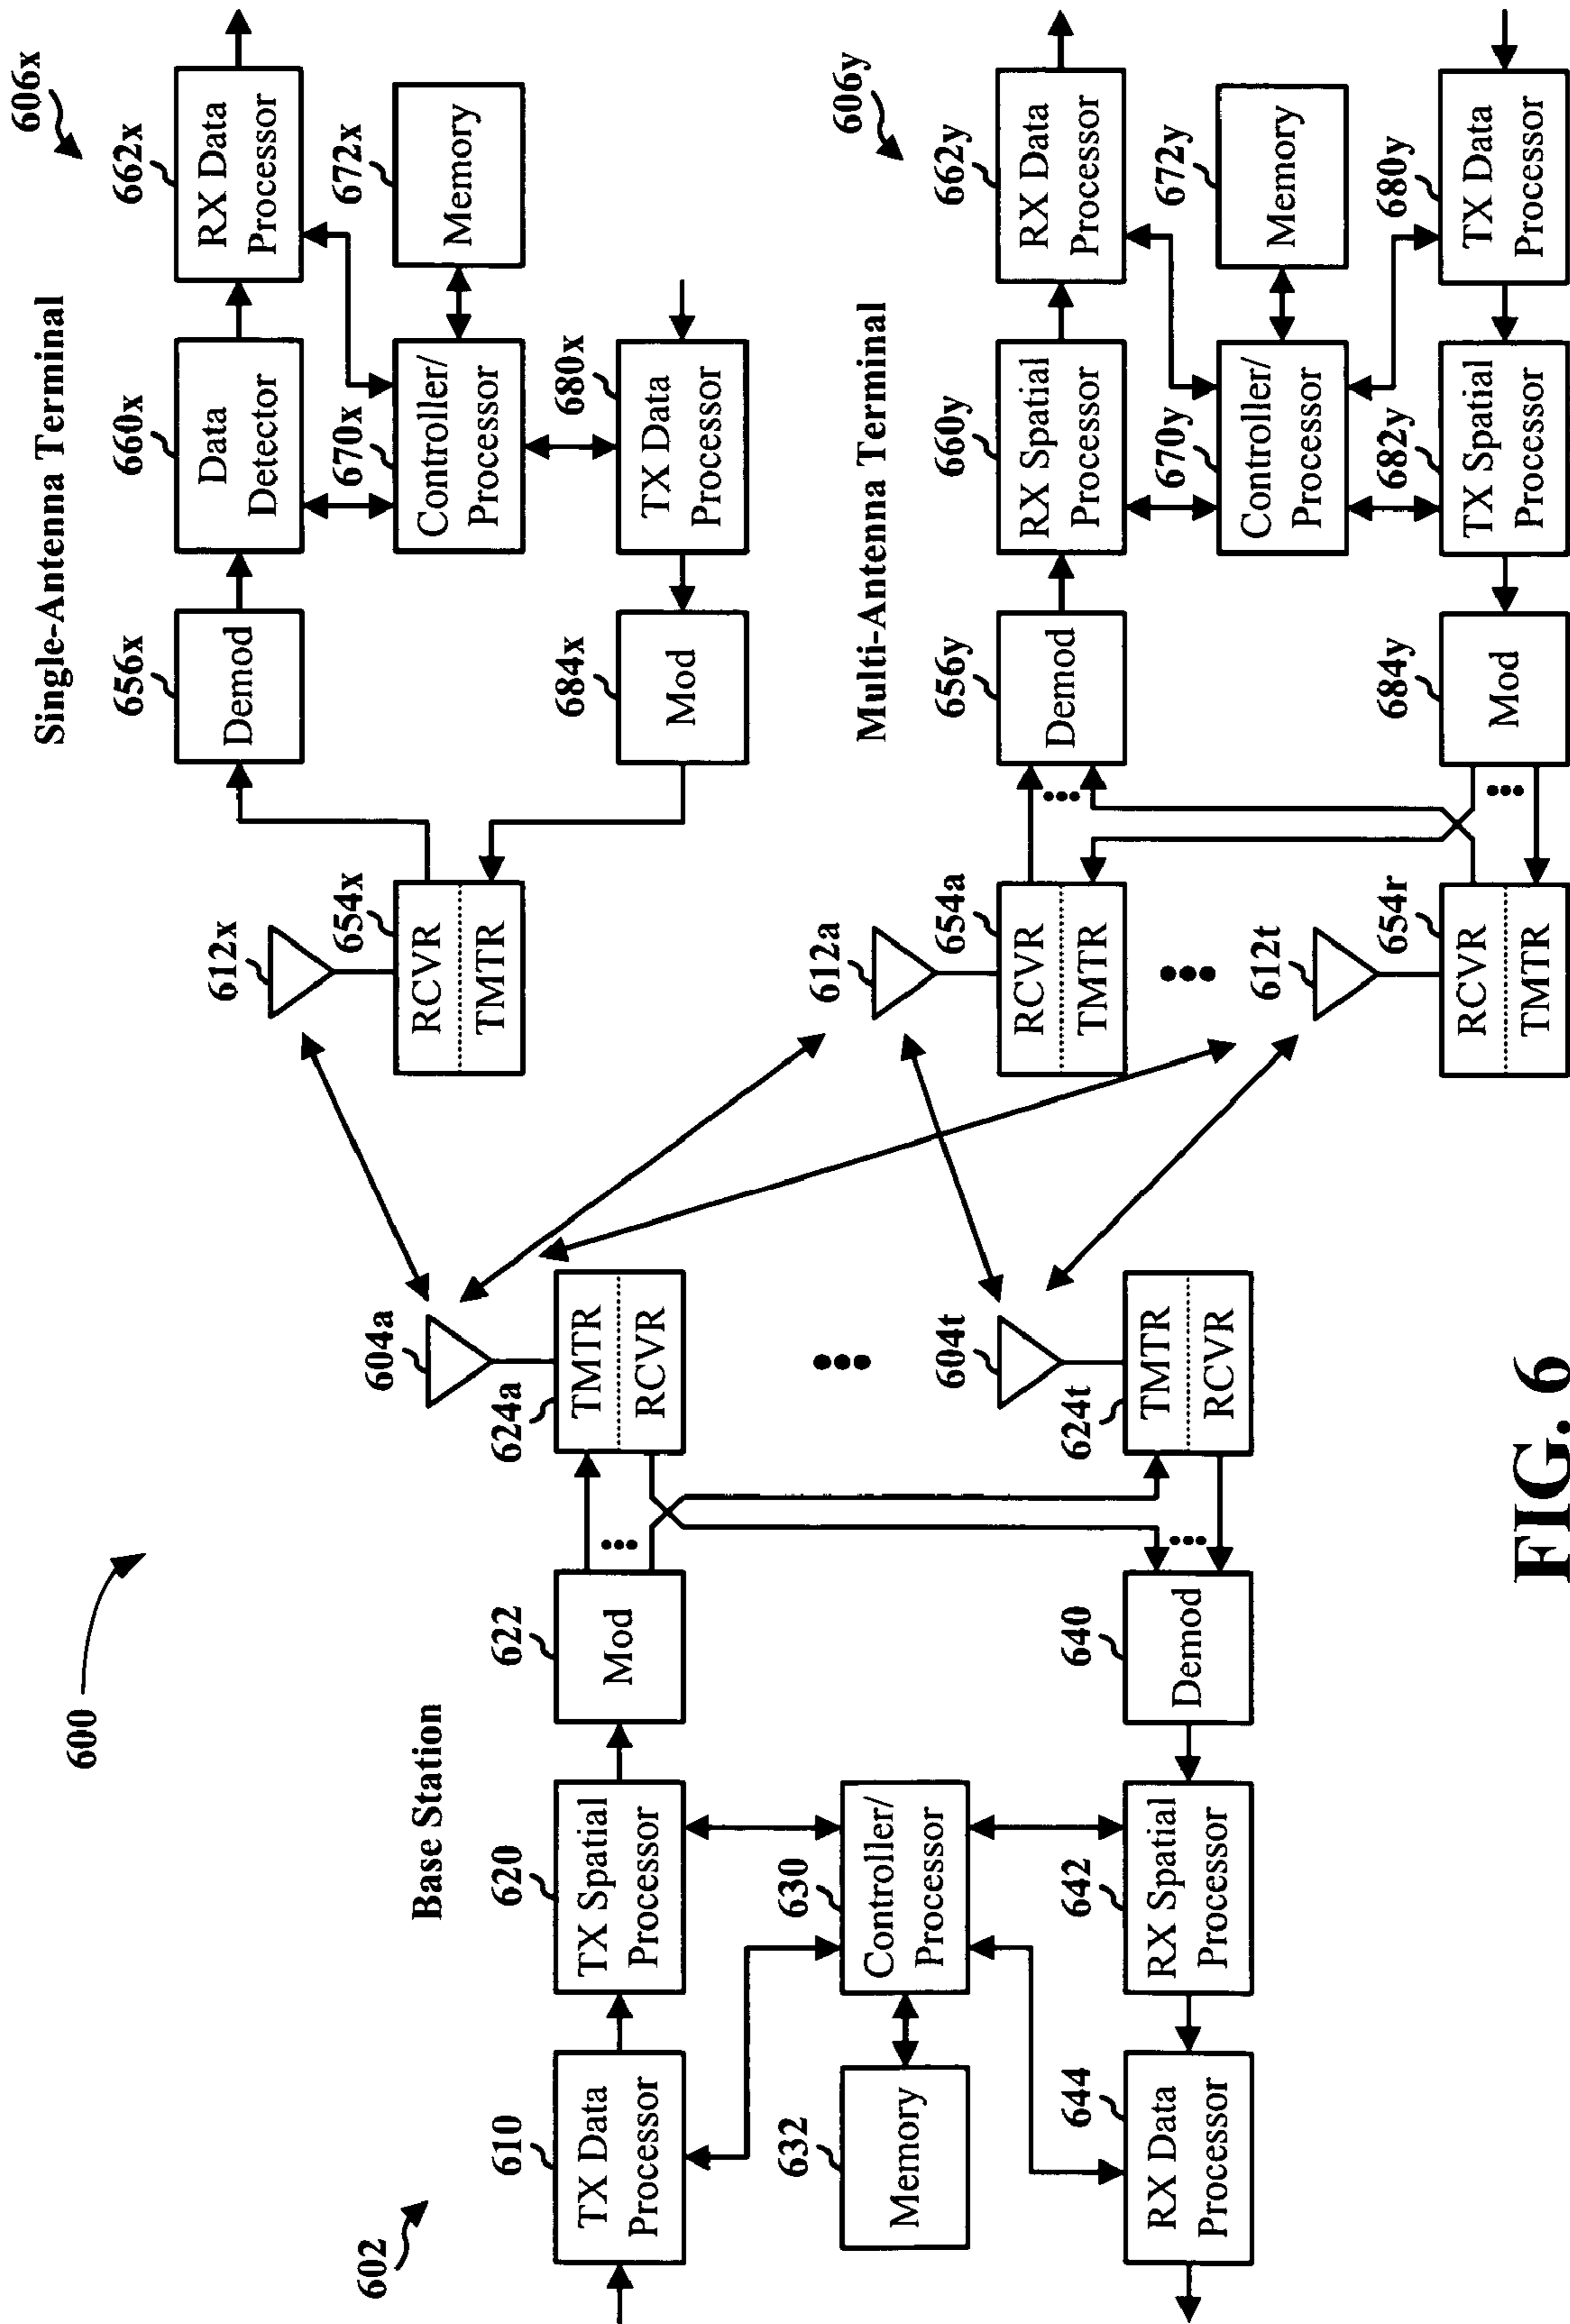 600
602
Base Station
610
TX Data
Processor
620
TX Spatial
Processor
622
Mod
624a
TMTR
RCVR
604a
632
Memory
630
Controller/
Processor
604t
624t
TMTR
RCVR
644
RX Data
Processor
642
RX Spatial
Processor
640
Demod
606x
Single-Antenna Terminal
612x
654x
RCVR
TMTR
656x
Demod
660x
Data
Detector
662x
RX Data
Processor
670x
Controller/
Processor
672x
Memory
684x
Mod
680x
TX Data
Processor
606y
Multi-Antenna Terminal
612a
654a
RCVR
TMTR
656y
Demod
660y
RX Spatial
Processor
662y
RX Data
Processor
670y
Controller/
Processor
672y
Memory
612t
654r
RCVR
TMTR
684y
Mod
682y
TX Spatial
Processor
680y
TX Data
Processor
FIG. 6